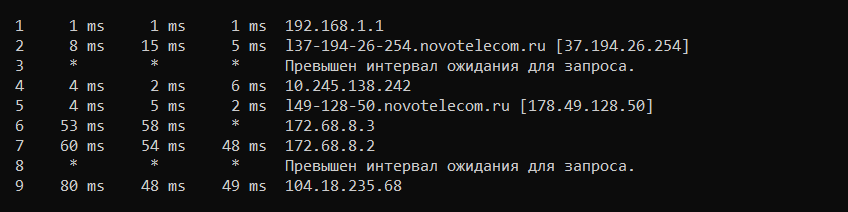 1 1 ms 1 ms 1 ms 192.168.1.1
2 8 ms 15 ms 5 ms l37-194-26-254.novotelecom.ru [37.194.26.254]
3 * * * Превышен интервал ожидания для запроса.
4 4 ms 2 ms 6 ms 10.245.138.242
5 4 ms 5 ms 2 ms l49-128-50.novotelecom.ru [178.49.128.50]
6 53 ms 58 ms * 172.68.8.3
7 60 ms 54 ms 48 ms 172.68.8.2
8 * * * Превышен интервал ожидания для запроса.
9 80 ms 48 ms 49 ms 104.18.235.68